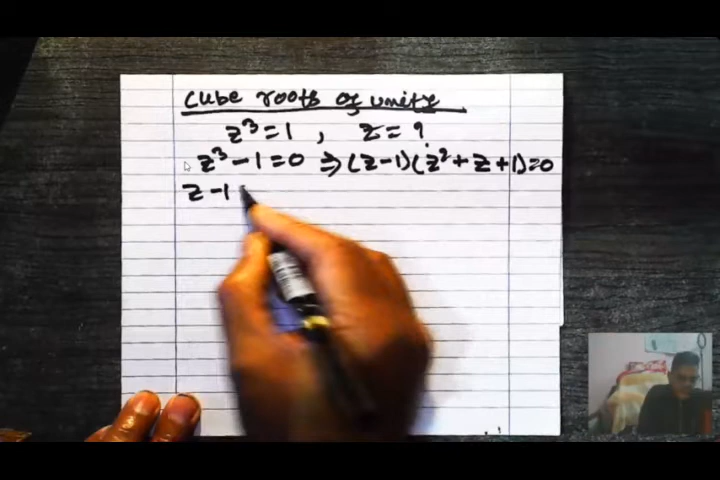 Cube roots of unity
z³ = 1 , z = ?
z³ - 1 = 0 ⇒ (z - 1)(z² + z + 1) = 0
z - 1